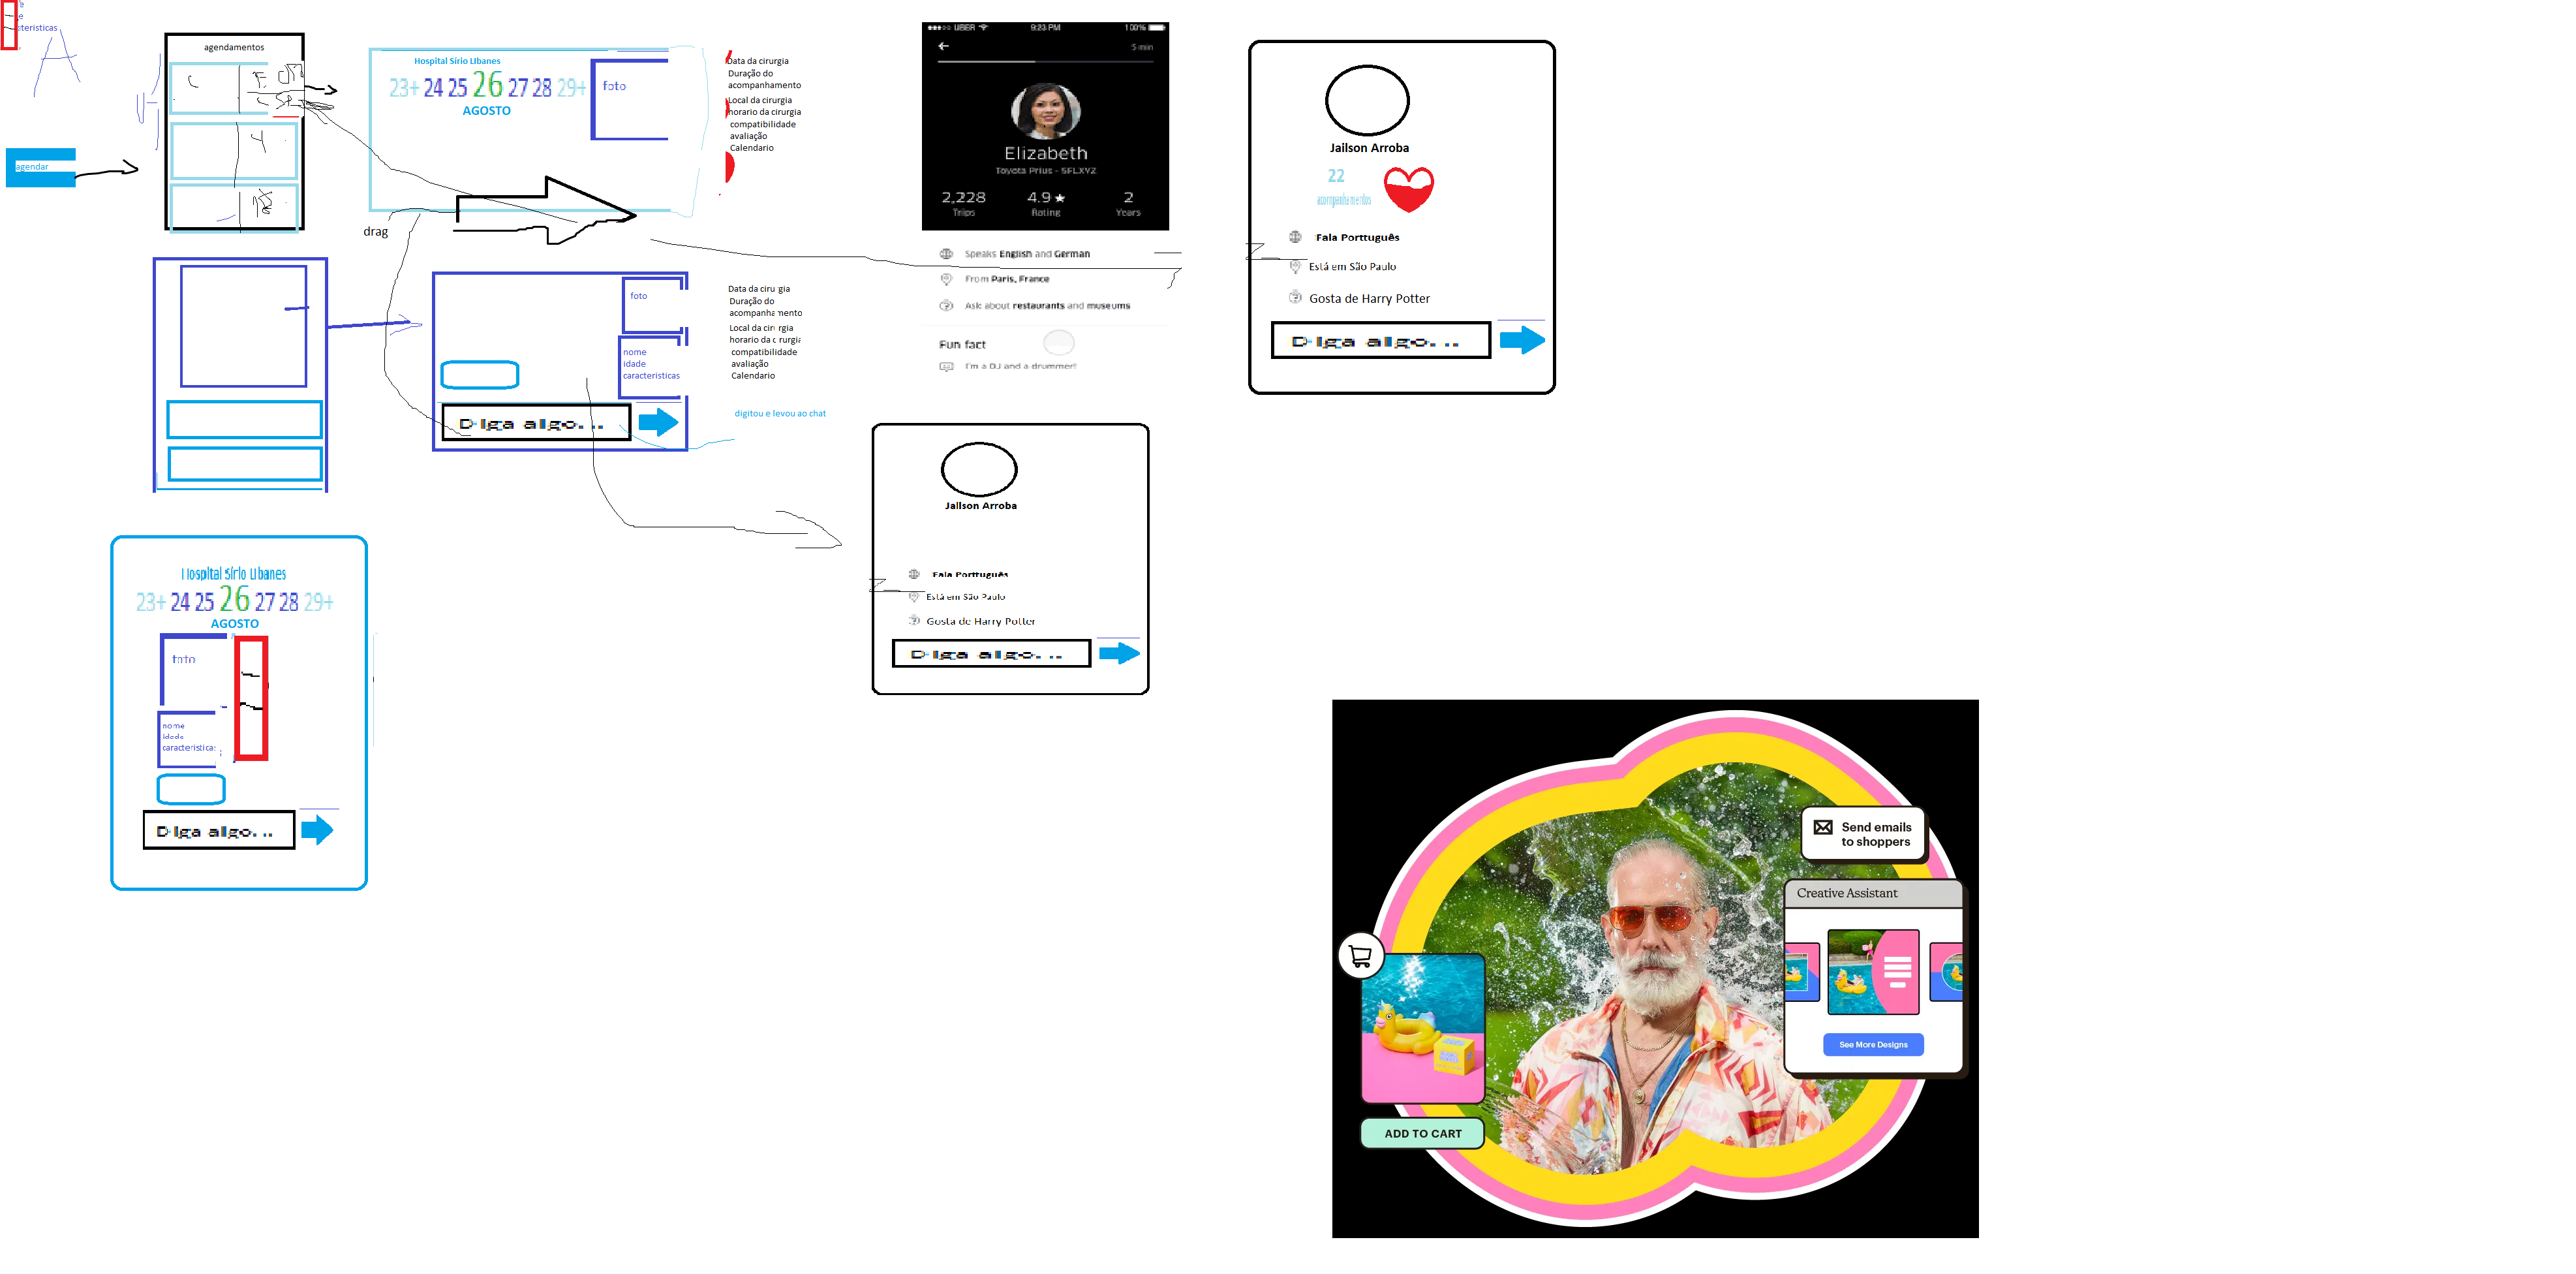 cteristicas
A
agendar
agendamentos
Hospital Sírio LIbanes
23+ 24 25 26 27 28 29+
AGOSTO
foto
Data da cirurgia
Duração do
acompanhamento
Local da cirurgia
horario da cirurgia
compatibilidade
avaliação
Calendario
drag
foto
nome
idade
caracteristicas
Diga algo...
Data da cirurgia
Duração do
acompanhamento
Local da cirurgia
horario da cirurgia
compatibilidade
avaliação
Calendario
digitou e levou ao chat
UBER
9:23 PM
100%
5 min
Elizabeth
Toyota Prius - 5FLXYZ
2,228 4.9★ 2
Trips Rating Years
Speaks English and German
From Paris, France
Ask about restaurants and museums
Fun fact
I'm a DJ and a drummer!
Jailson Arroba
22
acompanhamentos
Fala Porttuguês
Está em São Paulo
Gosta de Harry Potter
Diga algo...
Jailson Arroba
Fala Porttuguês
Está em São Paulo
Gosta de Harry Potter
Diga algo...
Hospital Sírio LIbanes
23+ 24 25 26 27 28 29+
AGOSTO
foto
nome
idade
caracteristicas
Diga algo...
Send emails
to shoppers
Creative Assistant
See More Designs
ADD TO CART